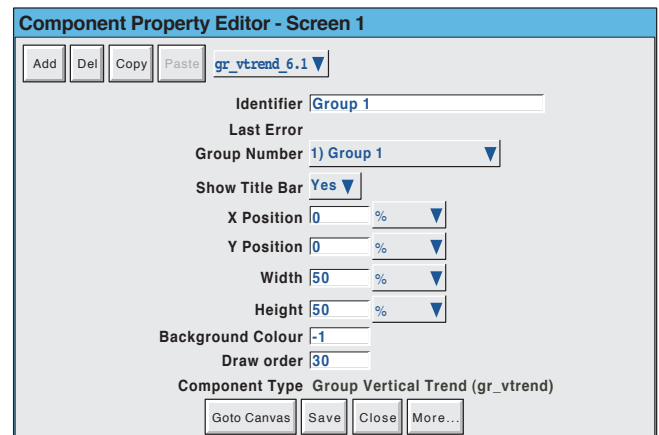 Component Property Editor - Screen 1
Add Del Copy Paste gr_vtrend_6.1
Identifier Group 1
Last Error
Group Number 1) Group 1
Show Title Bar Yes
X Position 0 %
Y Position 0 %
Width 50 %
Height 50 %
Background Colour -1
Draw order 30
Component Type Group Vertical Trend (gr_vtrend)
Goto Canvas Save Close More...